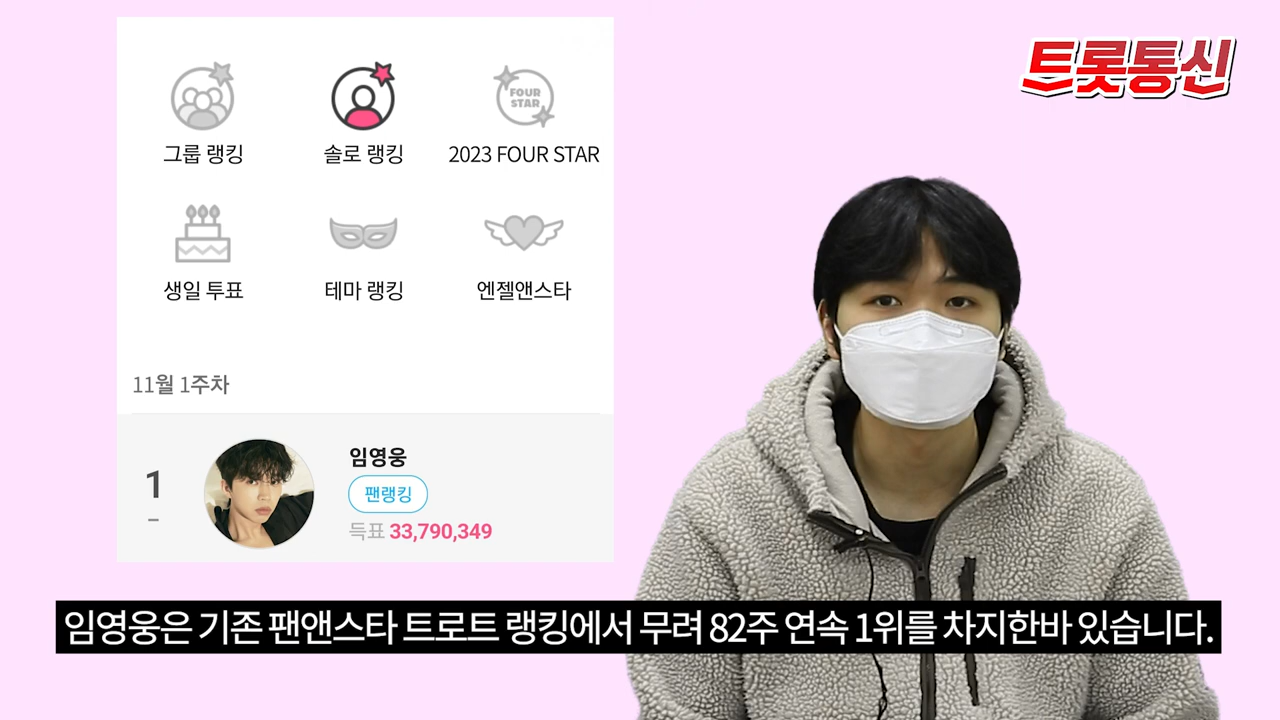 트롯통신
FOUR
STAR
그룹 랭킹
솔로 랭킹
2023 FOUR STAR
생일 투표
테마 랭킹
엔젤앤스타
11월 1주차
1
임영웅
팬랭킹
득표 33,790,349
임영웅은 기존 팬앤스타 트로트 랭킹에서 무려 82주 연속 1위를 차지한바 있습니다.